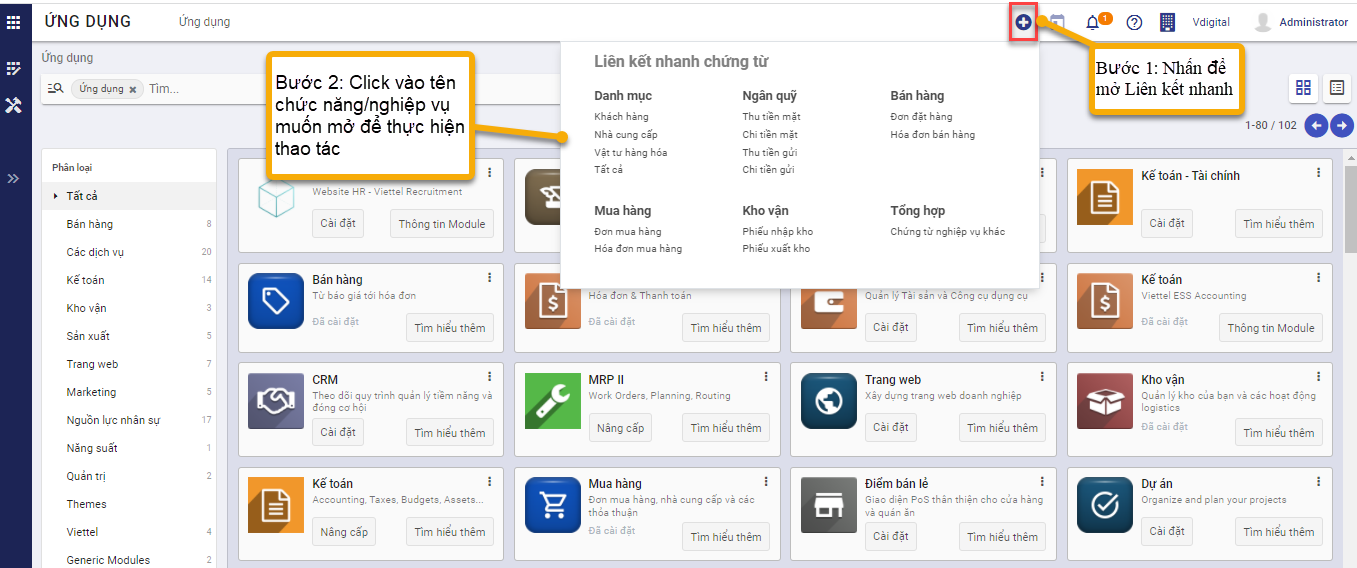 ỨNG DỤNG
Ứng dụng
1
Vdigital
Administrator
Ứng dụng
Ứng dụng
Tìm...
Bước 2: Click vào tên
chức năng/nghiệp vụ
muốn mở để thực hiện
thao tác
Bước 1: Nhấn để
mở Liên kết nhanh
1-80 / 102
Liên kết nhanh chứng từ
Danh mục
Khách hàng
Nhà cung cấp
Vật tư hàng hóa
Tất cả
Ngân quỹ
Thu tiền mặt
Chi tiền mặt
Thu tiền gửi
Chi tiền gửi
Bán hàng
Đơn đặt hàng
Hóa đơn bán hàng
Mua hàng
Đơn mua hàng
Hóa đơn mua hàng
Kho vận
Phiếu nhập kho
Phiếu xuất kho
Tổng hợp
Chứng từ nghiệp vụ khác
Phân loại
Tất cả
Bán hàng 8
Các dịch vụ 20
Kế toán 14
Kho vận 3
Sản xuất 5
Trang web 7
Marketing 5
Nguồn lực nhân sự 17
Năng suất 1
Quản trị 2
Themes
Viettel 4
Generic Modules 2
Website HR - Viettel Recruitment
Cài đặt
Thông tin Module
Kế toán - Tài chính
Cài đặt
Tìm hiểu thêm
Bán hàng
Từ báo giá tới hóa đơn
Đã cài đặt
Tìm hiểu thêm
Hóa đơn & Thanh toán
Đã cài đặt
Tìm hiểu thêm
Quản lý Tài sản và Công cụ dụng cụ
Cài đặt
Tìm hiểu thêm
Kế toán
Viettel ESS Accounting
Đã cài đặt
Thông tin Module
CRM
Theo dõi quy trình quản lý tiềm năng và
đóng cơ hội
Cài đặt
Tìm hiểu thêm
MRP II
Work Orders, Planning, Routing
Nâng cấp
Tìm hiểu thêm
Trang web
Xây dựng trang web doanh nghiệp
Cài đặt
Tìm hiểu thêm
Kho vận
Quản lý kho của bạn và các hoạt động
logistics
Đã cài đặt
Tìm hiểu thêm
Kế toán
Accounting, Taxes, Budgets, Assets...
Nâng cấp
Tìm hiểu thêm
Mua hàng
Đơn mua hàng, nhà cung cấp và các
thỏa thuận
Đã cài đặt
Tìm hiểu thêm
Điểm bán lẻ
Giao diện PoS thân thiện cho cửa hàng
và quán ăn
Cài đặt
Tìm hiểu thêm
Dự án
Organize and plan your projects
Cài đặt
Tìm hiểu thêm